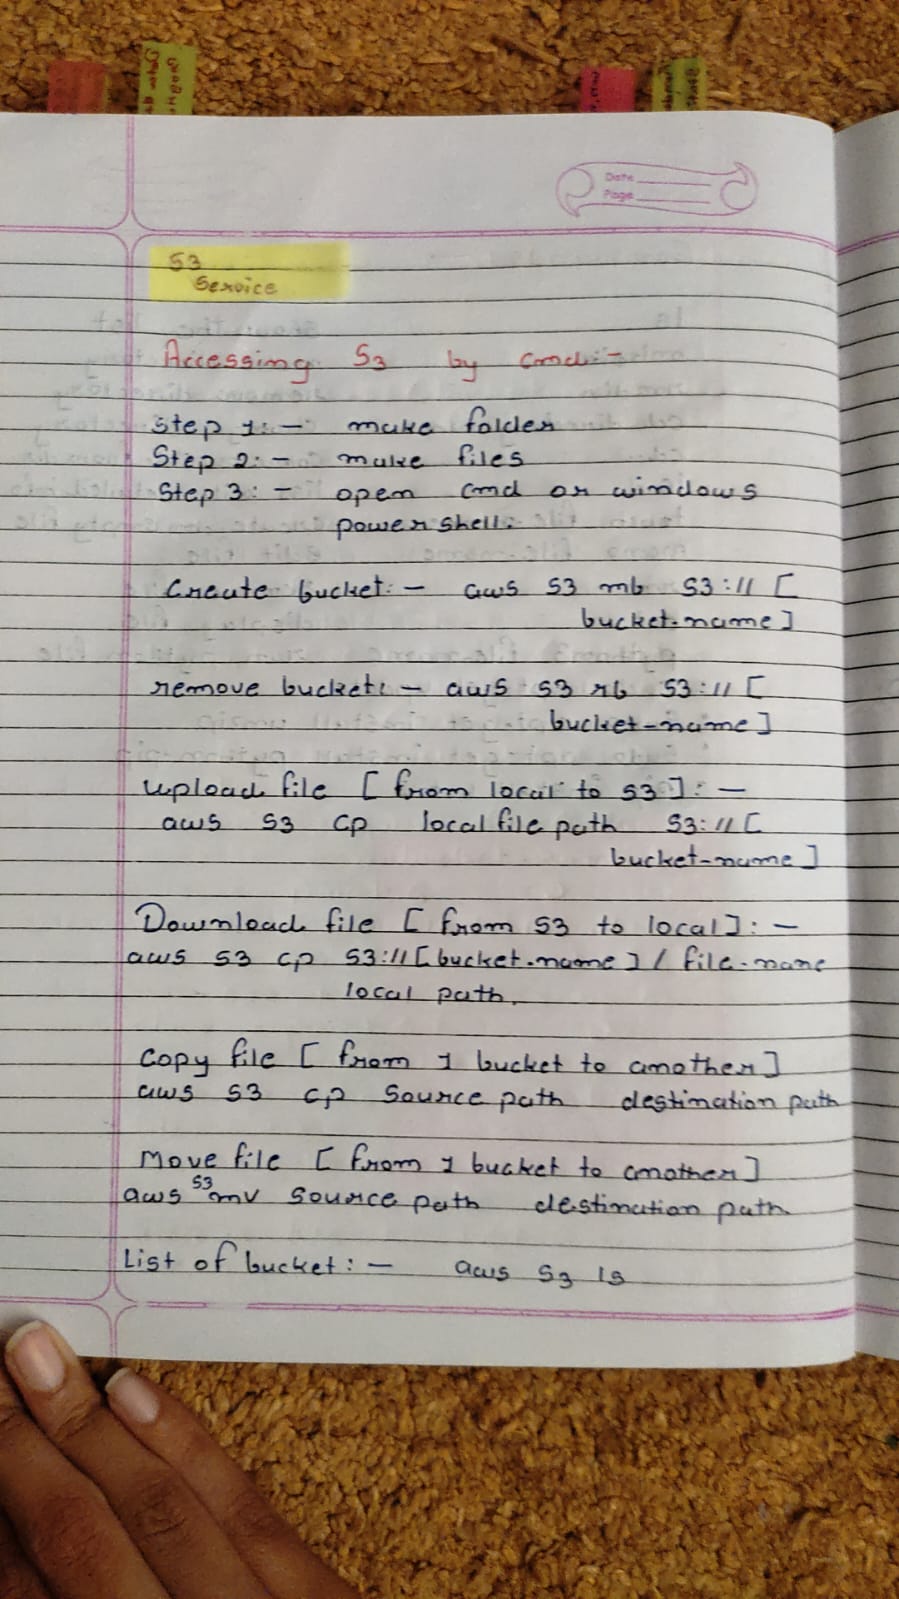 Date
Page
S3
Service
Accessing S3 by cmd:-
Step 1:- make folder
Step 2:- make files
Step 3:- open cmd or windows
powershell.
Create bucket:- aws s3 mb s3://[
bucket-name]
remove bucket:- aws s3 rb s3://[
bucket-name]
upload file [from local to s3]:-
aws s3 cp local file path s3://[
bucket-name]
Download file [from s3 to local]:-
aws s3 cp s3://[bucket-name]/file-name
local path.
copy file [from 1 bucket to another]
aws s3 cp source path destination path
Move file [from 1 bucket to another]
aws s3 mv source path destination path
List of bucket:- aws s3 ls